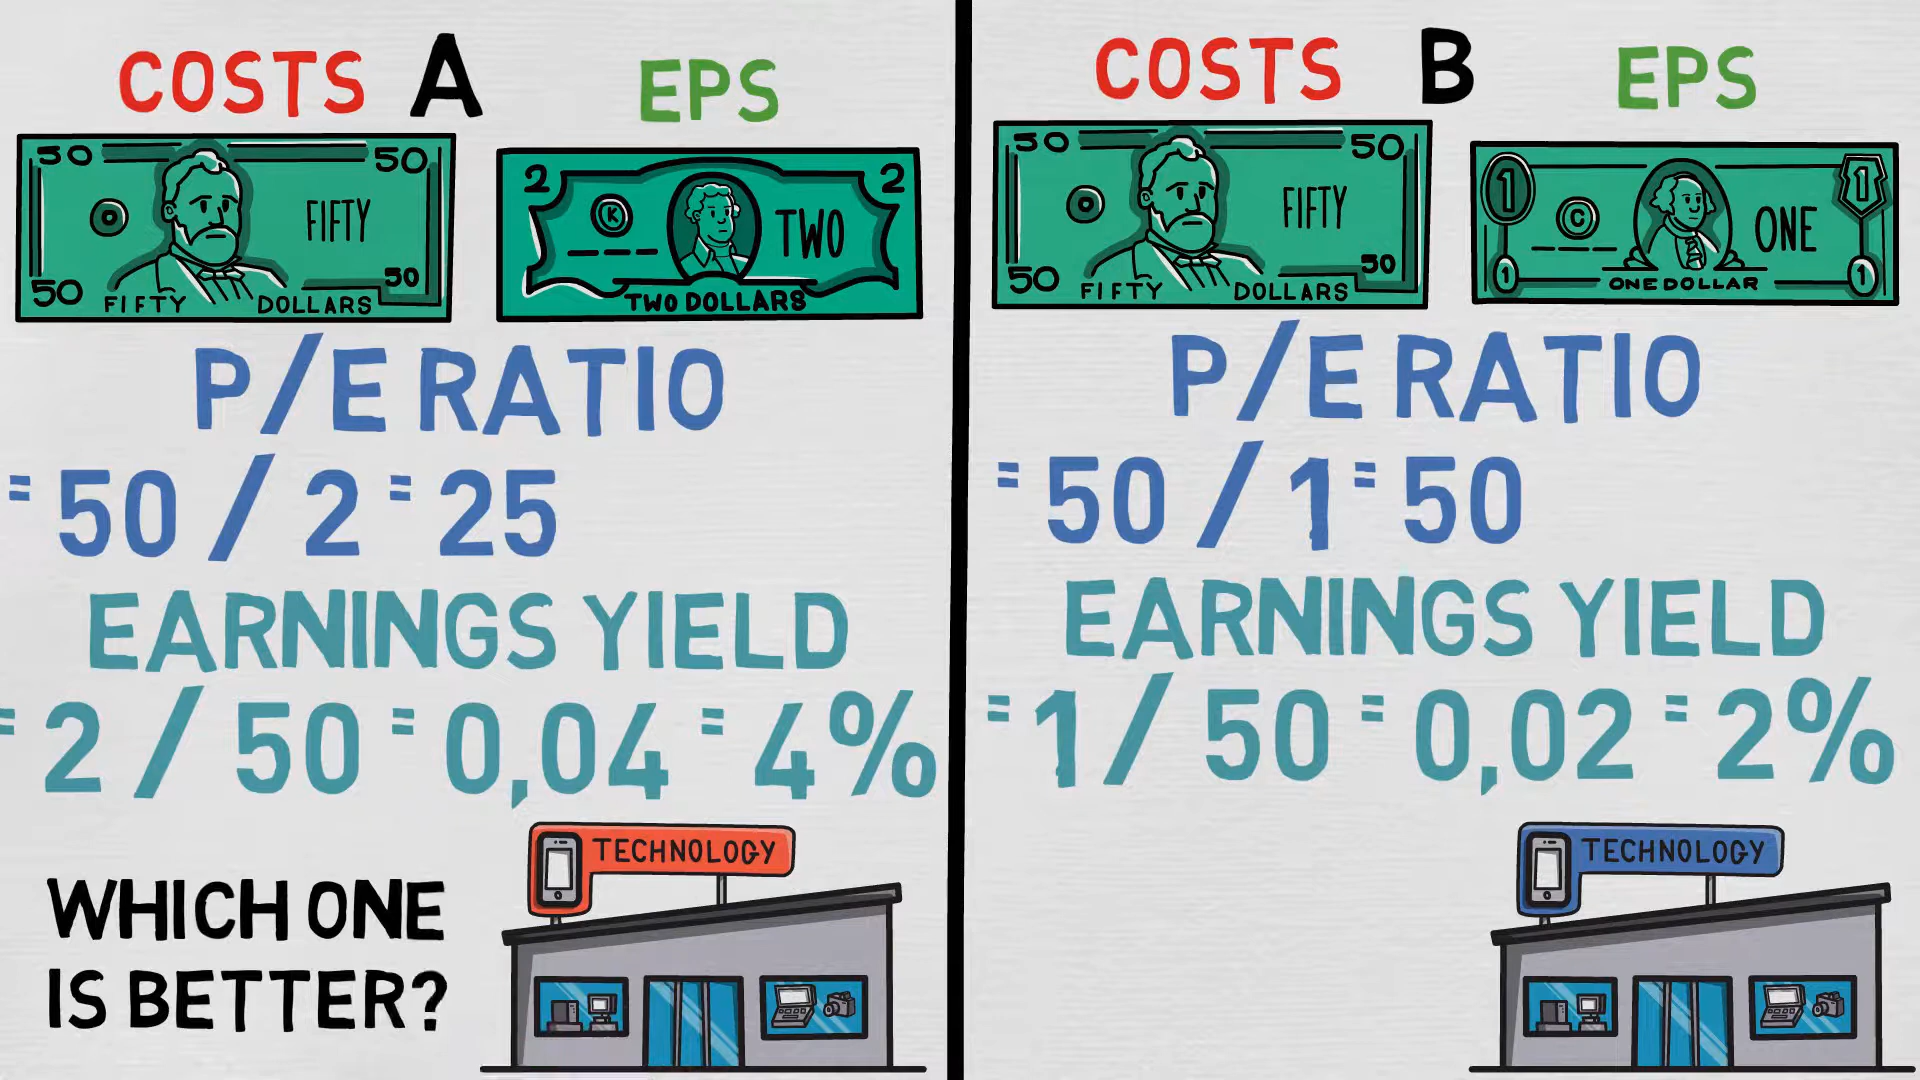 COSTS A EPS
50 50
FIFTY
50 50
FIFTY DOLLARS
2 2
K TWO
TWO DOLLARS
P/E RATIO
= 50 / 2 = 25
EARNINGS YIELD
= 2 / 50 = 0,04 = 4%
WHICH ONE
IS BETTER?
TECHNOLOGY
COSTS B EPS
50 50
FIFTY
50 50
FIFTY DOLLARS
1 1
C ONE
1 ONE DOLLAR 1
P/E RATIO
= 50 / 1 = 50
EARNINGS YIELD
= 1 / 50 = 0,02 = 2%
TECHNOLOGY